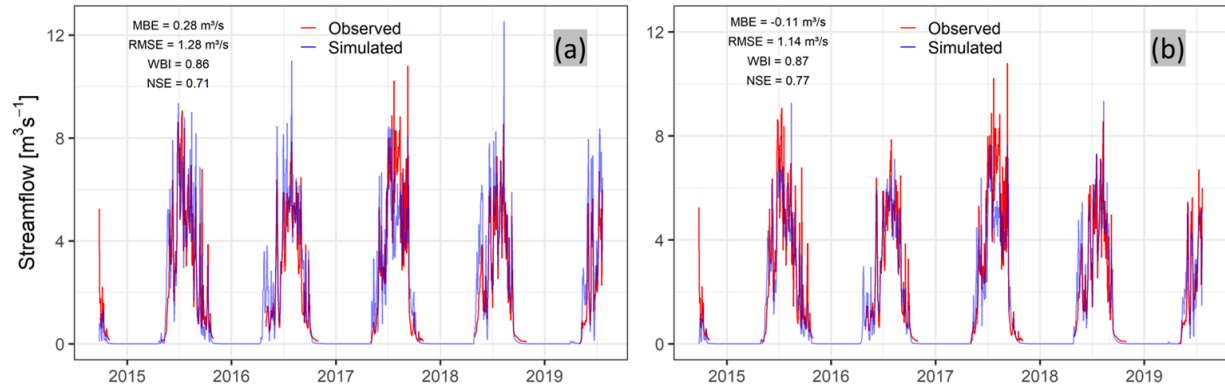 MBE = 0.28 m³/s
RMSE = 1.28 m³/s
WBI = 0.86
NSE = 0.71
Observed
Simulated
(a)
12
8
4
0
Streamflow [m³s⁻¹]
2015 2016 2017 2018 2019
MBE = -0.11 m³/s
RMSE = 1.14 m³/s
WBI = 0.87
NSE = 0.77
Observed
Simulated
(b)
12
8
4
0
2015 2016 2017 2018 2019